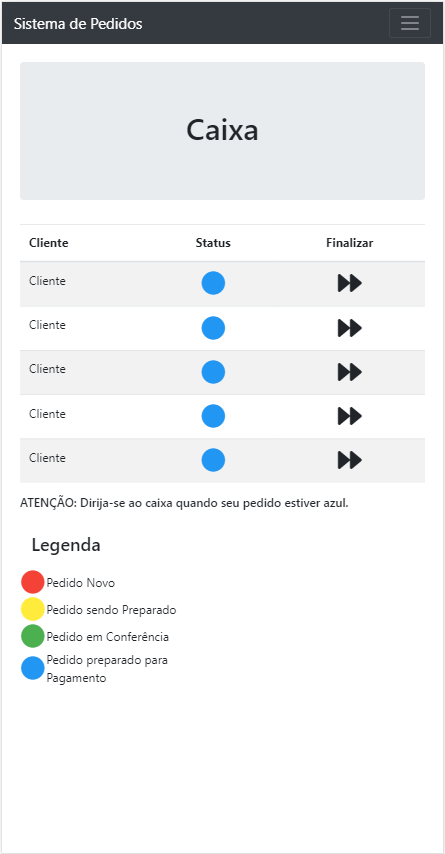 Sistema de Pedidos
Caixa
Cliente Status Finalizar
Cliente
Cliente
Cliente
Cliente
Cliente
ATENÇÃO: Dirija-se ao caixa quando seu pedido estiver azul.
Legenda
Pedido Novo
Pedido sendo Preparado
Pedido em Conferência
Pedido preparado para
Pagamento